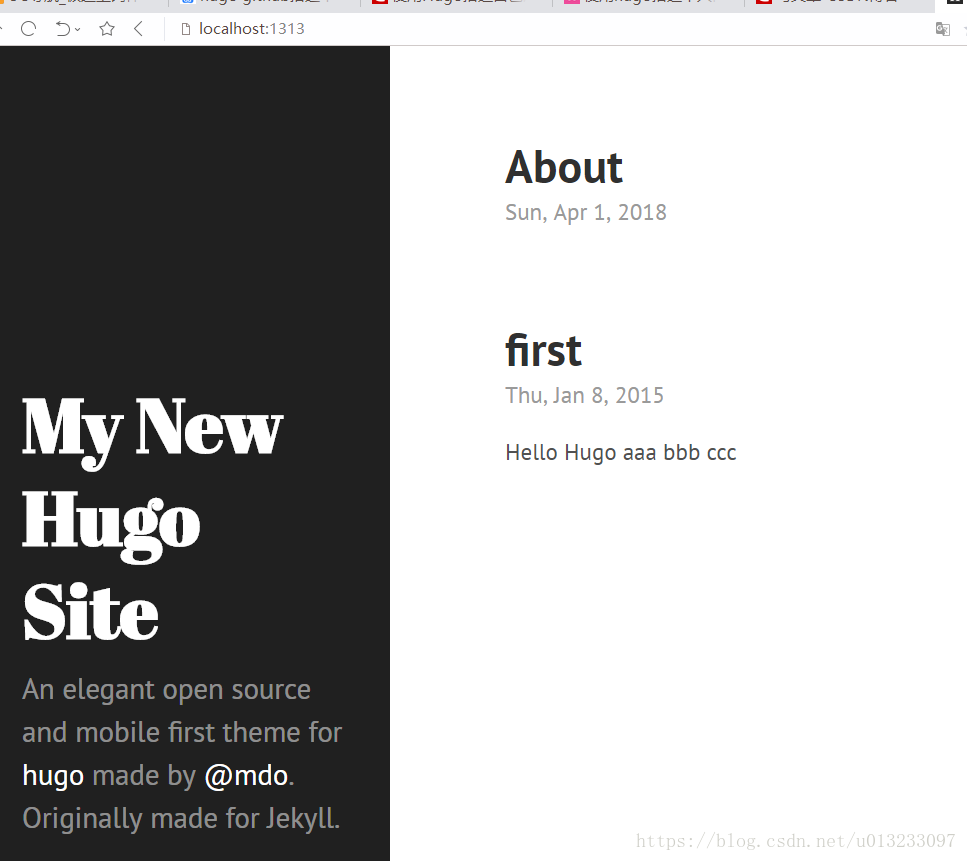 localhost:1313
About
Sun, Apr 1, 2018
first
Thu, Jan 8, 2015
Hello Hugo aaa bbb ccc
My New
Hugo
Site
An elegant open source
and mobile first theme for
hugo made by @mdo.
Originally made for Jekyll.
https://blog.csdn.net/u013233097